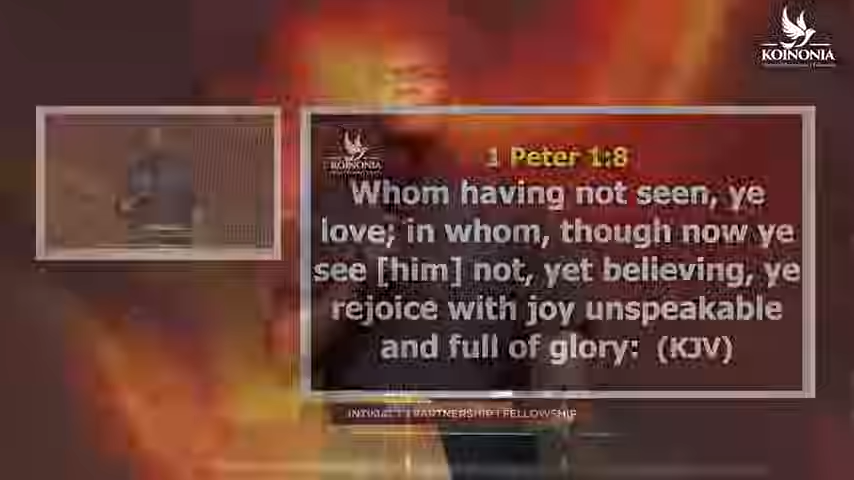 KOINONIA
KOINONIA
1 Peter 1:8
Whom having not seen, ye
love; in whom, though now ye
see [him] not, yet believing, ye
rejoice with joy unspeakable
and full of glory: (KJV)
PARTNERSHIP | FELLOWSHIP